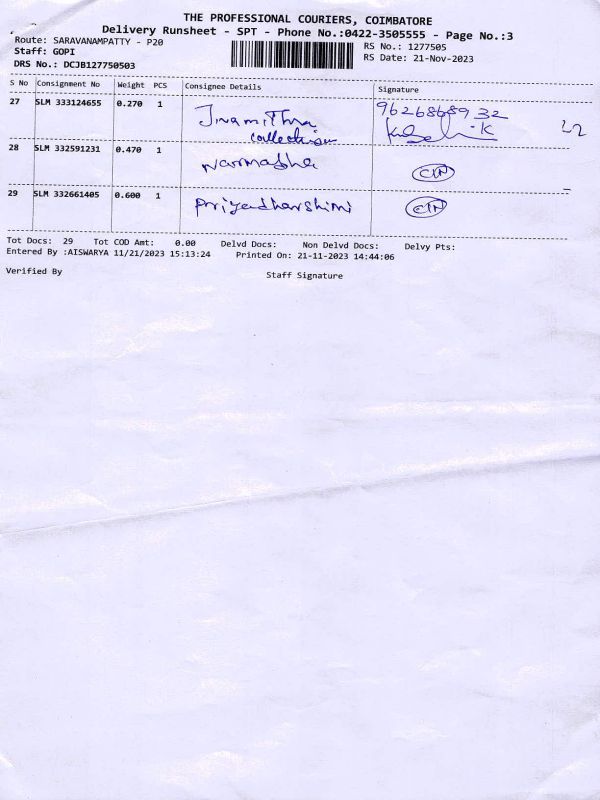 THE PROFESSIONAL COURIERS, COIMBATORE
Delivery Runsheet - SPT - Phone No.:0422-3505555 - Page No.:3
Route: SARAVANAMPATTY - P20
RS No.: 1277505
Staff: GOPI
RS Date: 21-Nov-2023
DRS No.: DCJB127750503
S No Consignment No Weight PCS Consignee Details Signature
27 SLM 333124655 0.270 1 96268689 32
collection
28 SLM 332591231 0.470 1 Narmadha
29 SLM 332661405 0.600 1 Priyadharshini
Tot Docs: 29 Tot COD Amt: 0.00 Delvd Docs: Non Delvd Docs: Delvy Pts:
Entered By :AISWARYA 11/21/2023 15:13:24 Printed On: 21-11-2023 14:44:06
Verified By Staff Signature